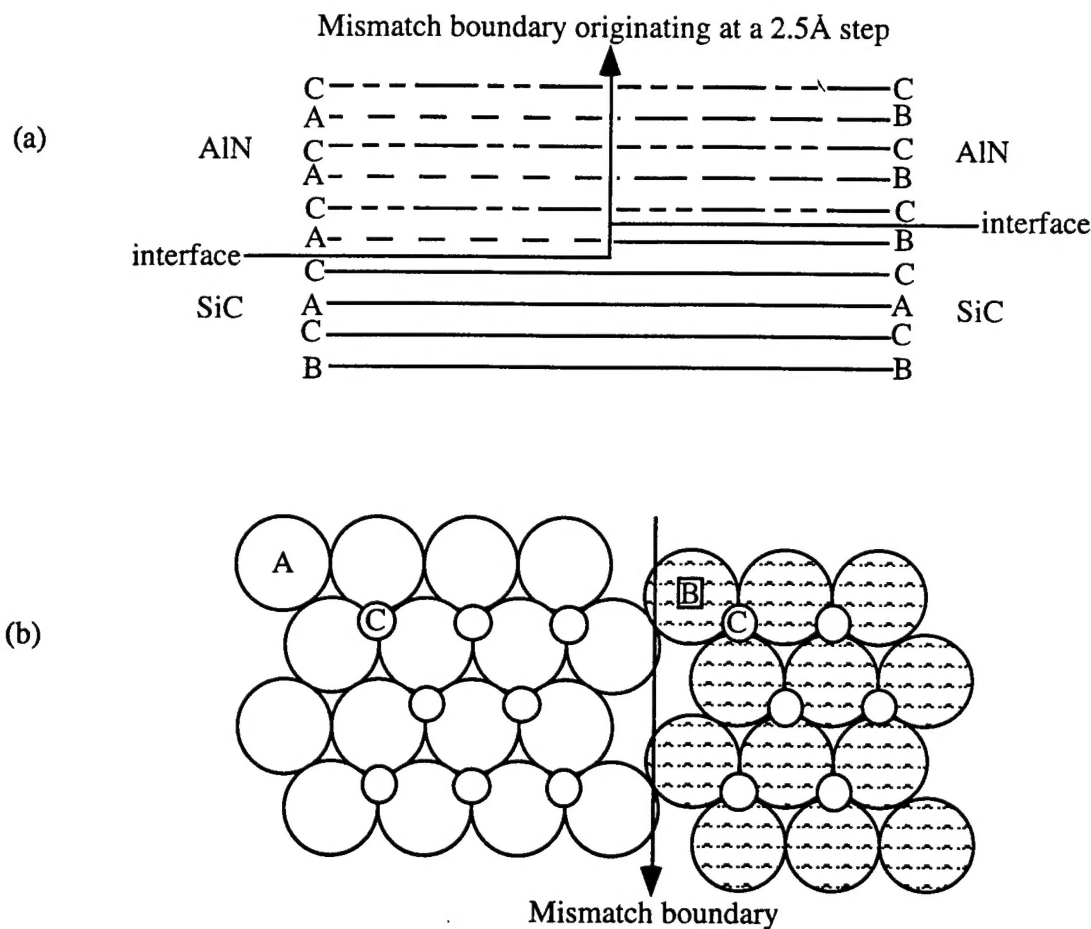 Mismatch boundary originating at a 2.5Å step
(a)
C C
A B
AlN C C AlN
A B
C C
interface
A B
interface
C C
SiC A A SiC
C C
B B
(b)
A
B
C
C
Mismatch boundary